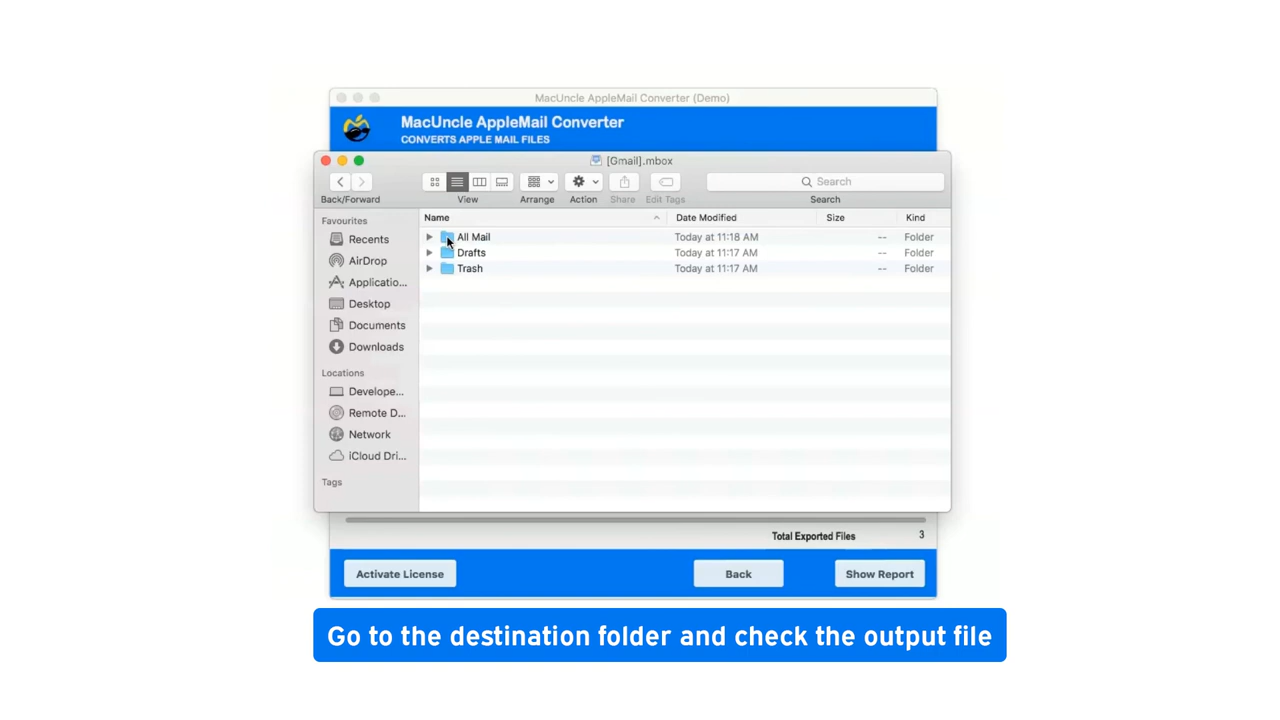 MacUncle AppleMail Converter (Demo)
MacUncle AppleMail Converter
CONVERTS APPLE MAIL FILES
[Gmail].mbox
Search
Back/Forward View Arrange Action Share Edit Tags Search
Favourites
Recents
AirDrop
Applicatio...
Desktop
Documents
Downloads
Locations
Develope...
Remote D...
Network
iCloud Dri...
Tags
Name Date Modified Size Kind
All Mail Today at 11:18 AM -- Folder
Drafts Today at 11:17 AM -- Folder
Trash Today at 11:17 AM -- Folder
Total Exported Files 3
Activate License Back Show Report
Go to the destination folder and check the output file